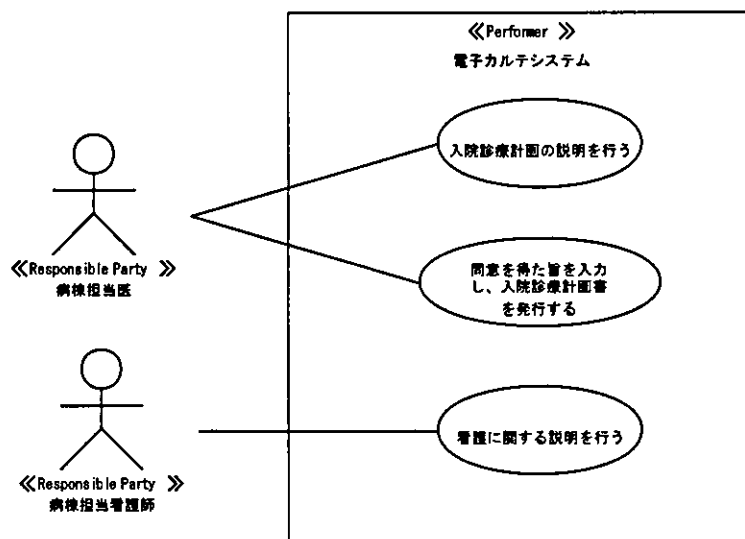 ≪Performer ≫
電子カルテシステム
入院診療計画の説明を行う
≪Responsible Party ≫
病棟担当医
同意を得た旨を入力
し、入院診療計画書
を発行する
看護に関する説明を行う
≪Responsible Party ≫
病棟担当看護師